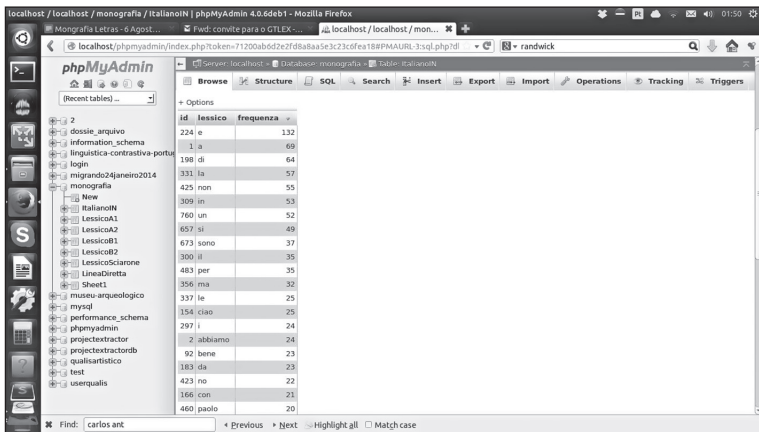 localhost / localhost / monografia / ItalianoIN | phpMyAdmin 4.0.6deb1 - Mozilla Firefox
Pt
01:50
Mongrafia Letras - 6 Agost...
Fwd: convite para o GTLEX -...
localhost / localhost / mon...
localhost/phpmyadmin/index.php?token=71200ab6d2e2fd8a8aa5e3c23c6fea18#PMAURL-3:sql.php?dl
randwick
phpMyAdmin
(Recent tables) ...
2
dossie_arquivo
information_schema
linguistica-contrastiva-portug
login
migrando24janeiro2014
monografia
New
ItalianoIN
LessicoA1
LessicoA2
LessicoB1
LessicoB2
LessicoSciarone
LineaDiretta
Sheet1
museu-arqueologico
mysql
performance_schema
phpmyadmin
projectextractor
projectextractordb
qualisartistico
test
userqualis
Server: localhost » Database: monografia » Table: ItalianoIN
Browse Structure SQL Search Insert Export Import Operations Tracking Triggers
+ Options
id lessico frequenza
224 e 132
1 a 69
198 di 64
331 la 57
425 non 55
309 in 53
760 un 52
657 si 49
673 sono 37
300 il 35
483 per 35
356 ma 32
337 le 25
154 ciao 25
297 i 24
2 abbiamo 24
92 bene 23
183 da 23
423 no 22
166 con 21
460 paolo 20
Find: carlos ant Previous Next Highlight all Match case